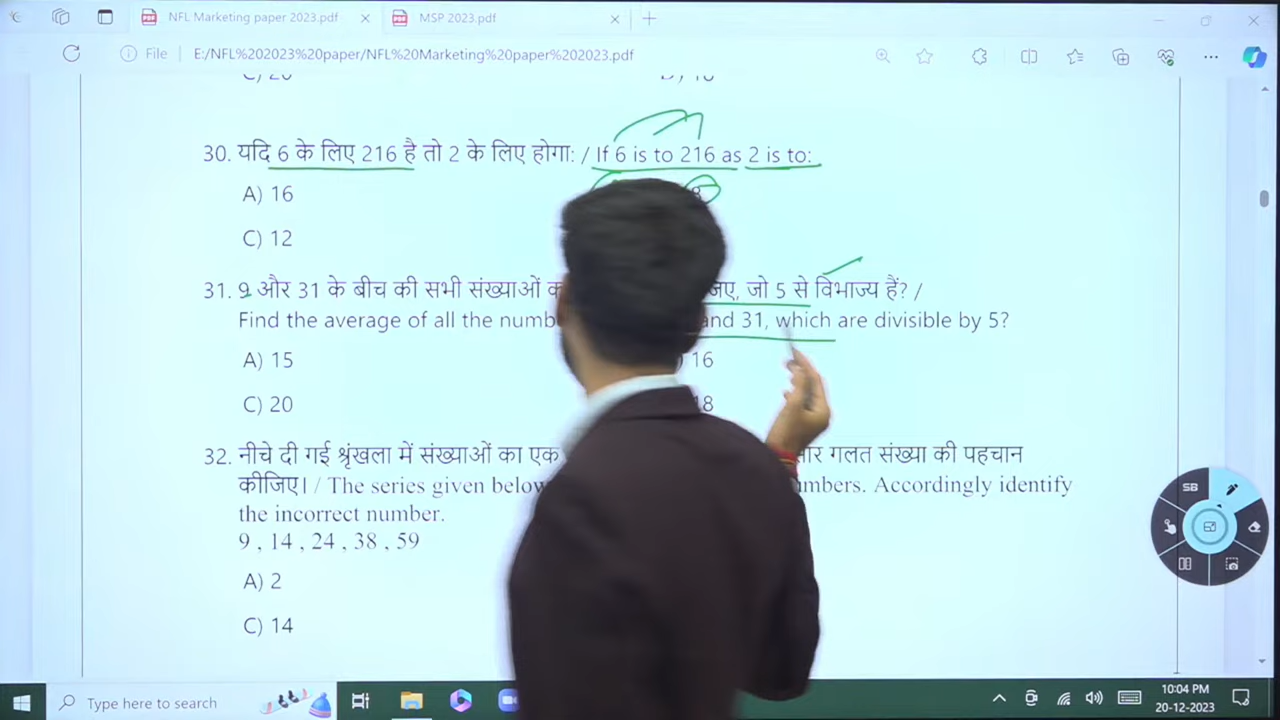 NFL Marketing paper 2023.pdf
MSP 2023.pdf
File E:/NFL%202023%20paper/NFL%20Marketing%20paper%202023.pdf
30. यदि 6 के लिए 216 है तो 2 के लिए होगा: / If 6 is to 216 as 2 is to:
A) 16 8
C) 12
31. 9 और 31 के बीच की सभी संख्याओं जो 5 से विभाज्य हैं? /
Find the average of all the and 31, which are divisible by 5?
A) 15 16
C) 20 18
32. नीचे दी गई श्रृंखला में संख्याओं का एक गलत संख्या की पहचान
कीजिए। / The series given below Accordingly identify
the incorrect number.
9 , 14 , 24 , 38 , 59
A) 2
C) 14
SB
Type here to search
10:04 PM
20-12-2023